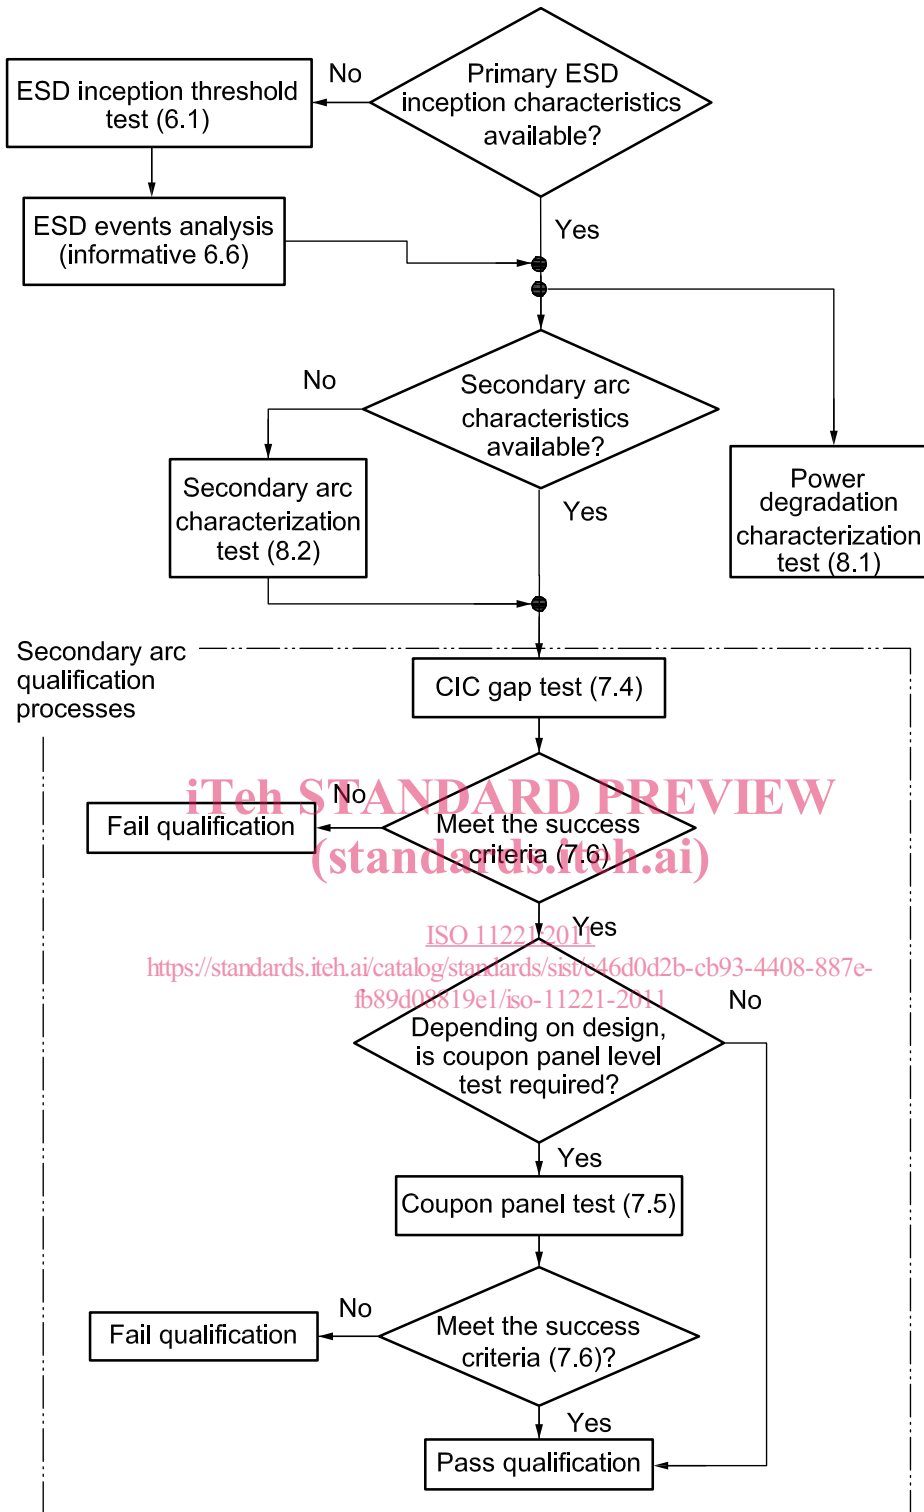 Primary ESD
inception characteristics
available?
No
ESD inception threshold
test (6.1)
ESD events analysis
(informative 6.6)
Yes
Secondary arc
characteristics
available?
No
Secondary arc
characterization
test (8.2)
Yes
Power
degradation
characterization
test (8.1)
Secondary arc
qualification
processes
CIC gap test (7.4)
iTeh STANDARD PREVIEW
(standards.iteh.ai)
No
Fail qualification
Meet the success
criteria (7.6)
Yes
ISO 11221:2011
https://standards.iteh.ai/catalog/standards/sist/e46d0d2b-cb93-4408-887e-
fb89d08819e1/iso-11221-2011
No
Depending on design,
is coupon panel level
test required?
Yes
Coupon panel test (7.5)
No
Fail qualification
Meet the success
criteria (7.6)?
Yes
Pass qualification